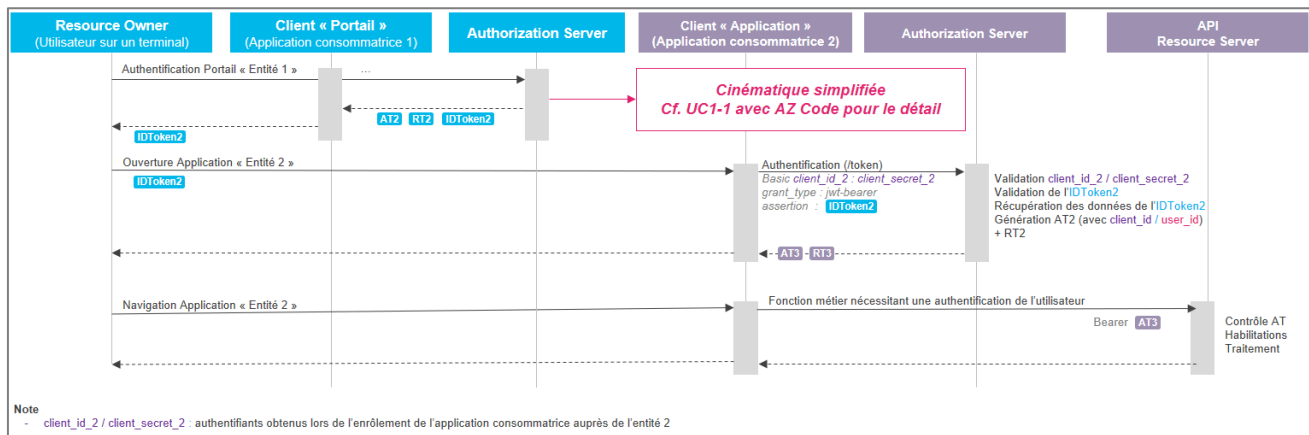 Resource Owner
(Utilisateur sur un terminal)
Client « Portail »
(Application consommatrice 1)
Authorization Server
Client « Application »
(Application consommatrice 2)
Authorization Server
API
Resource Server
Authentification Portail « Entité 1 »
...
Cinématique simplifiée
Cf. UC1-1 avec AZ Code pour le détail
AT2 RT2 IDToken2
IDToken2
Ouverture Application « Entité 2 »
IDToken2
Authentification (/token)
Basic client_id_2 : client_secret_2
grant_type : jwt-bearer
assertion : IDToken2
Validation client_id_2 / client_secret_2
Validation de l'IDToken2
Récupération des données de l'IDToken2
Génération AT2 (avec client_id / user_id)
+ RT2
AT3 RT3
Navigation Application « Entité 2 »
Fonction métier nécessitant une authentification de l'utilisateur
Bearer AT3
Contrôle AT
Habilitations
Traitement
Note
- client_id_2 / client_secret_2 : authentifiants obtenus lors de l'enrôlement de l'application consommatrice auprès de l'entité 2